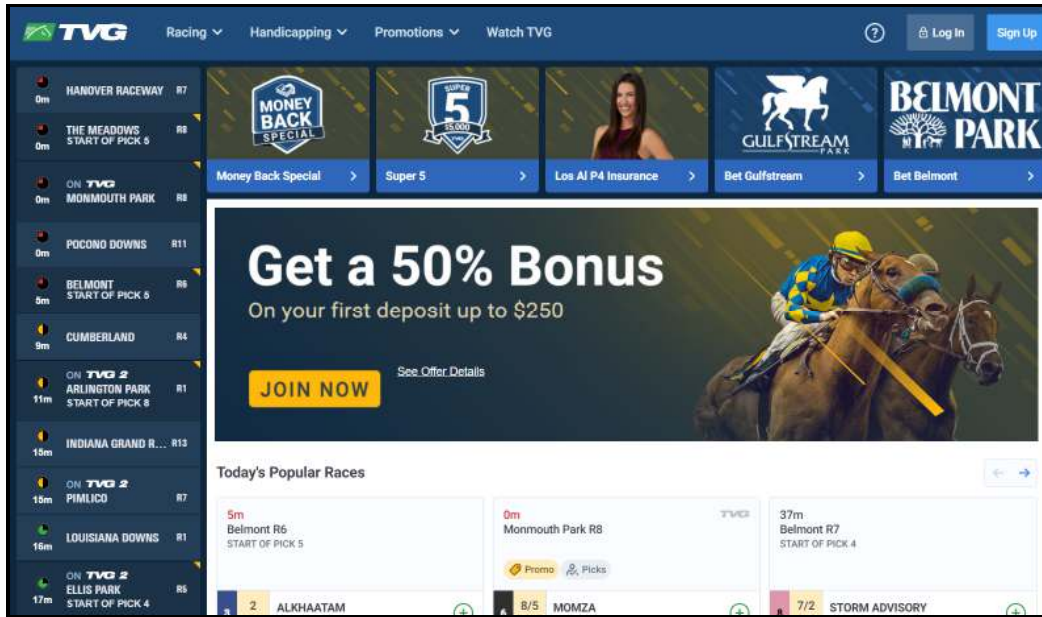 TVG
Racing
Handicapping
Promotions
Watch TVG
?
Log In
Sign Up
0m
HANOVER RACEWAY R7
0m
THE MEADOWS R8
START OF PICK 5
0m
ON TVG
MONMOUTH PARK R8
0m
POCONO DOWNS R11
5m
BELMONT R6
START OF PICK 5
9m
CUMBERLAND R4
11m
ON TVG 2
ARLINGTON PARK R1
START OF PICK 8
15m
INDIANA GRAND R... R13
15m
ON TVG 2
PIMLICO R7
16m
LOUISIANA DOWNS R1
17m
ON TVG 2
ELLIS PARK R5
START OF PICK 4
MONEY
BACK
SPECIAL
Money Back Special
SUPER
5
$5,000
Super 5
Los Al P4 Insurance
GULFSTREAM
PARK
Bet Gulfstream
BELMONT
PARK
Bet Belmont
Get a 50% Bonus
On your first deposit up to $250
JOIN NOW
See Offer Details
Today's Popular Races
5m
Belmont R6
START OF PICK 5
3 2 ALKHAATAM
0m
TVG
Monmouth Park R8
Promo
Picks
6 8/5 MOMZA
37m
Belmont R7
START OF PICK 4
8 7/2 STORM ADVISORY